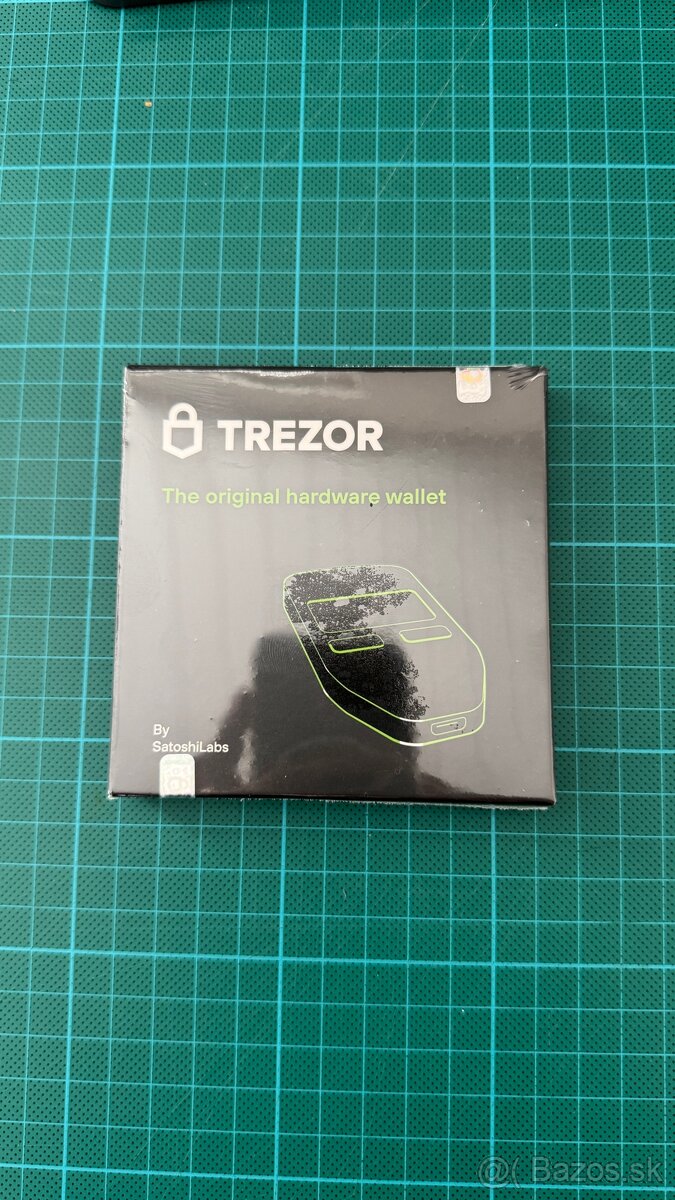 TREZOR
The original hardware wallet
By
SatoshiLabs
@( Bazos.sk